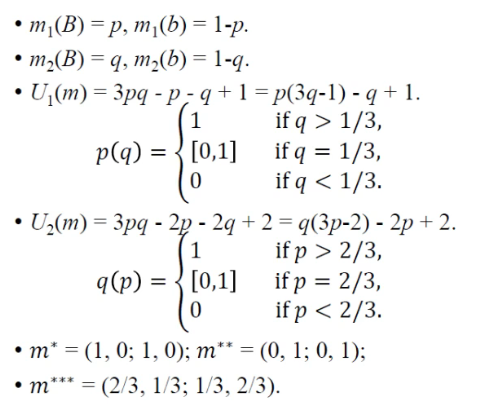 • m₁(B) = p, m₁(b) = 1-p.
• m₂(B) = q, m₂(b) = 1-q.
• U₁(m) = 3pq - p - q + 1 = p(3q-1) - q + 1.
p(q) = { 1 if q > 1/3,
[0,1] if q = 1/3,
0 if q < 1/3.
• U₂(m) = 3pq - 2p - 2q + 2 = q(3p-2) - 2p + 2.
q(p) = { 1 if p > 2/3,
[0,1] if p = 2/3,
0 if p < 2/3.
• m* = (1, 0; 1, 0); m** = (0, 1; 0, 1);
• m*** = (2/3, 1/3; 1/3, 2/3).